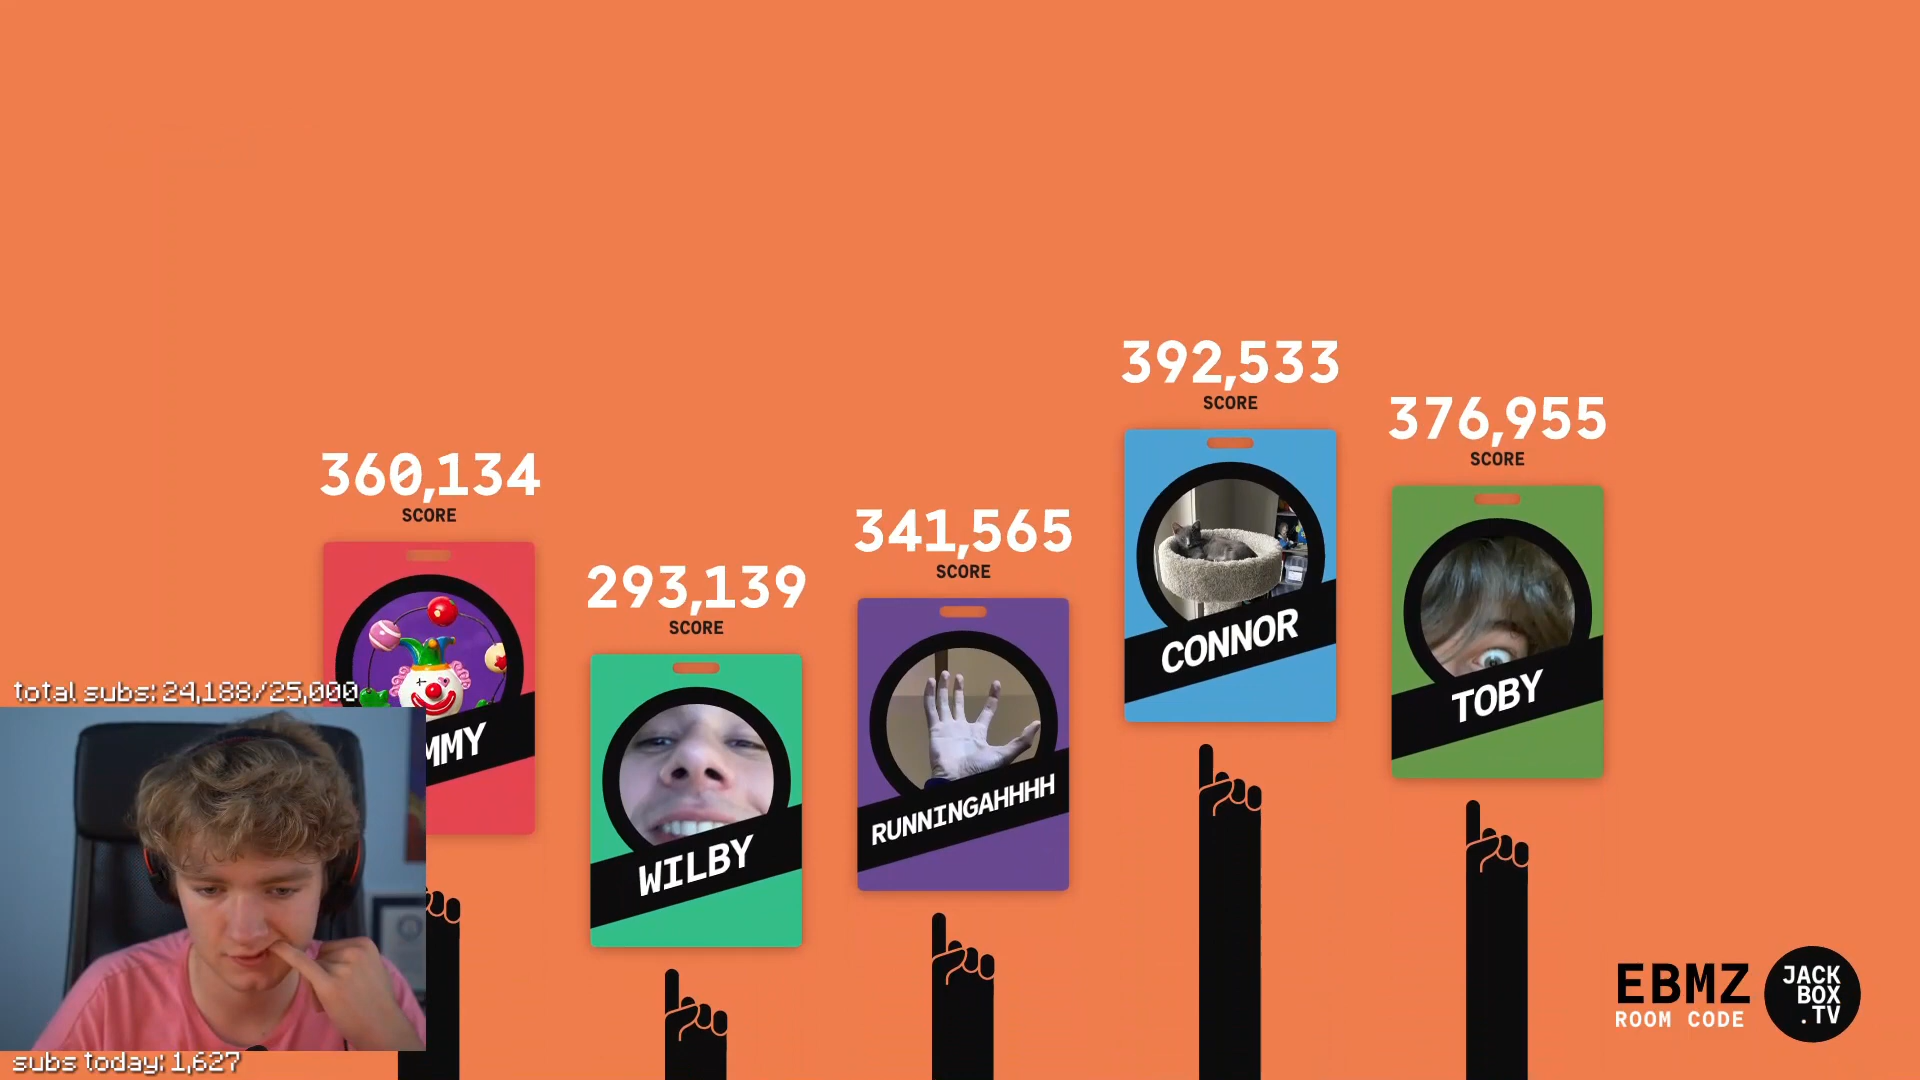 392,533
SCORE
376,955
SCORE
360,134
SCORE
341,565
SCORE
293,139
SCORE
CONNOR
TOBY
total subs: 24,188/25,000
MMY
RUNNINGAHHHH
WILBY
EBMZ
ROOM CODE
JACK
BOX
.TV
subs today: 1,627